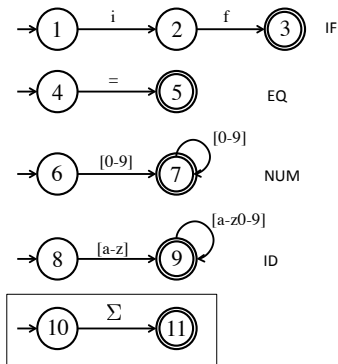 1 i 2 f 3 IF
4 = 5 EQ
[0-9]
6 [0-9] 7 NUM
[a-z0-9]
8 [a-z] 9 ID
10 Σ 11